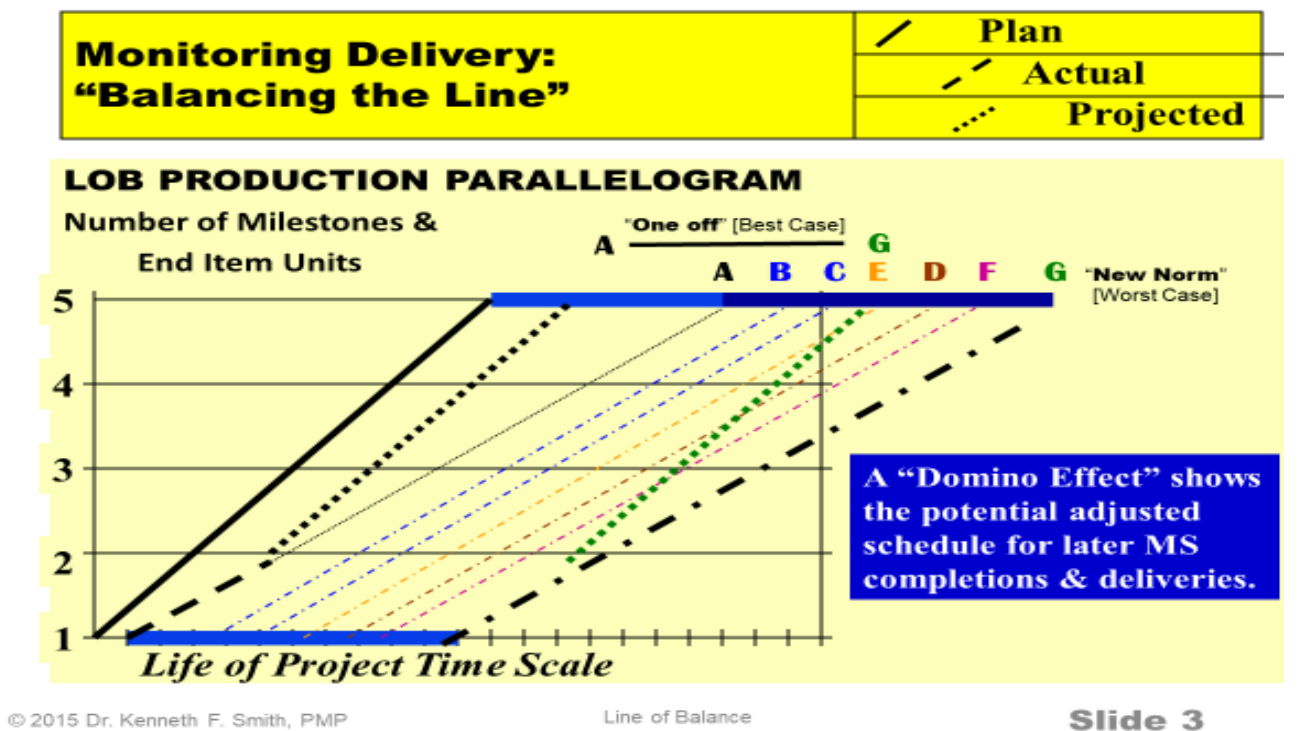 Monitoring Delivery:
“Balancing the Line”
Plan
Actual
Projected
LOB PRODUCTION PARALLELOGRAM
Number of Milestones &
End Item Units
"One off" [Best Case]
A
G
A B C E D F G
"New Norm"
[Worst Case]
5
4
3
2
1
A “Domino Effect” shows
the potential adjusted
schedule for later MS
completions & deliveries.
Life of Project Time Scale
© 2015 Dr. Kenneth F. Smith, PMP
Line of Balance
Slide 3